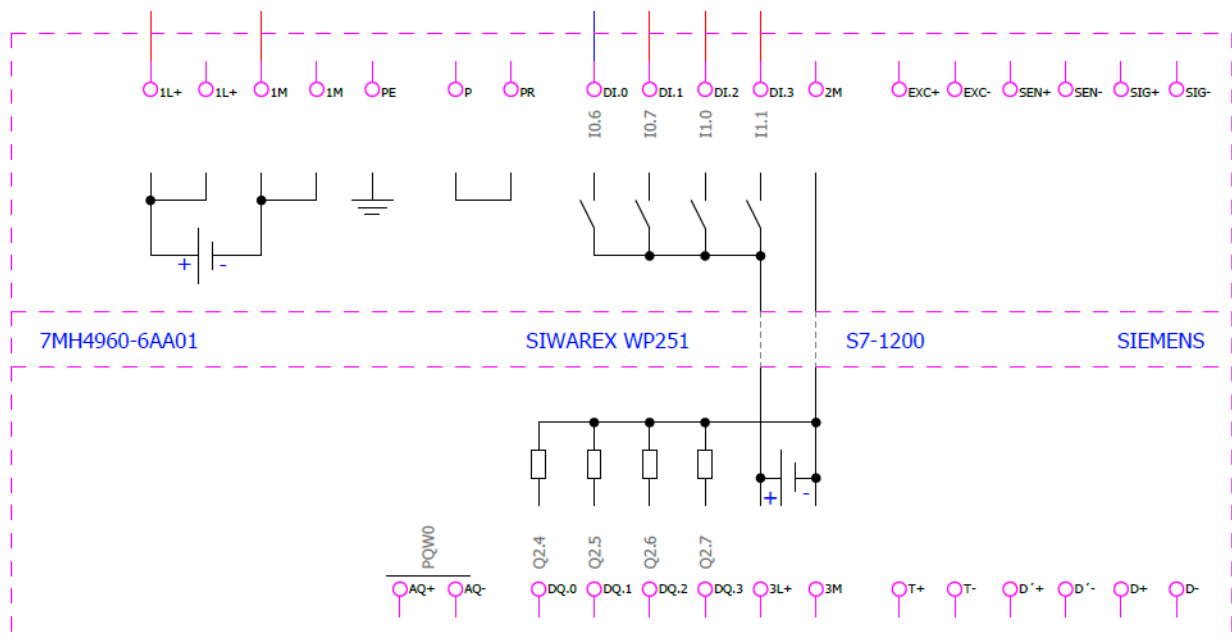 1L+ 1L+ 1M 1M PE P PR DI.0 DI.1 DI.2 DI.3 2M EXC+ EXC- SEN+ SEN- SIG+ SIG-
I0.6 I0.7 I1.0 I1.1
+ -
7MH4960-6AA01 SIWAREX WP251 S7-1200 SIEMENS
+ -
PQW0 Q2.4 Q2.5 Q2.6 Q2.7
AQ+ AQ- DQ.0 DQ.1 DQ.2 DQ.3 3L+ 3M T+ T- D´+ D´- D+ D-